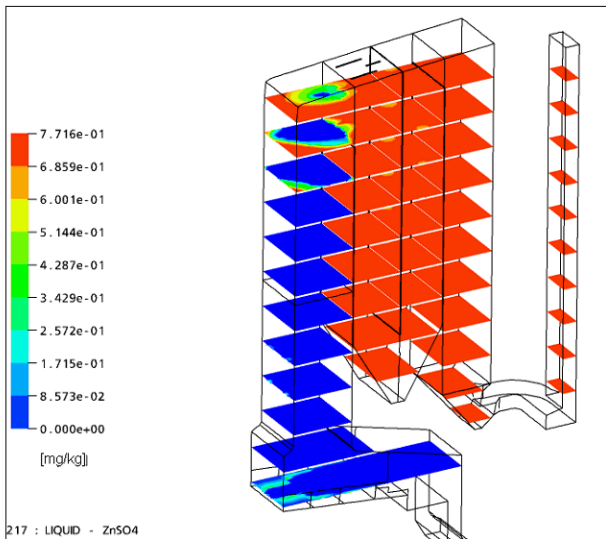 7.716e-01
6.859e-01
6.001e-01
5.144e-01
4.287e-01
3.429e-01
2.572e-01
1.715e-01
8.573e-02
0.000e+00
[mg/kg]
217 : LIQUID - ZnSO4